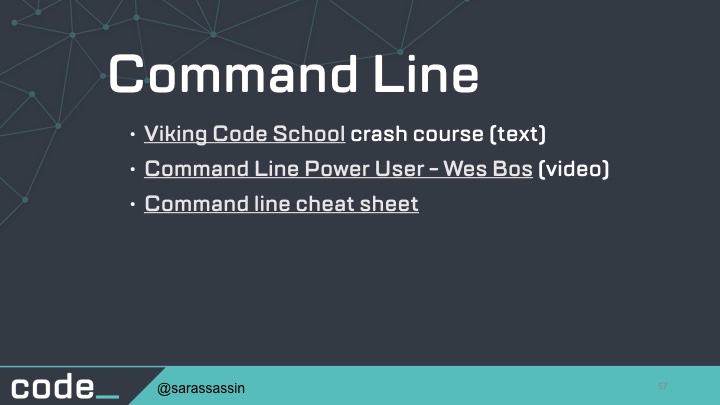 Command Line
• Viking Code School crash course (text)
• Command Line Power User – Wes Bos (video)
• Command line cheat sheet
code_
@sarassassin
57